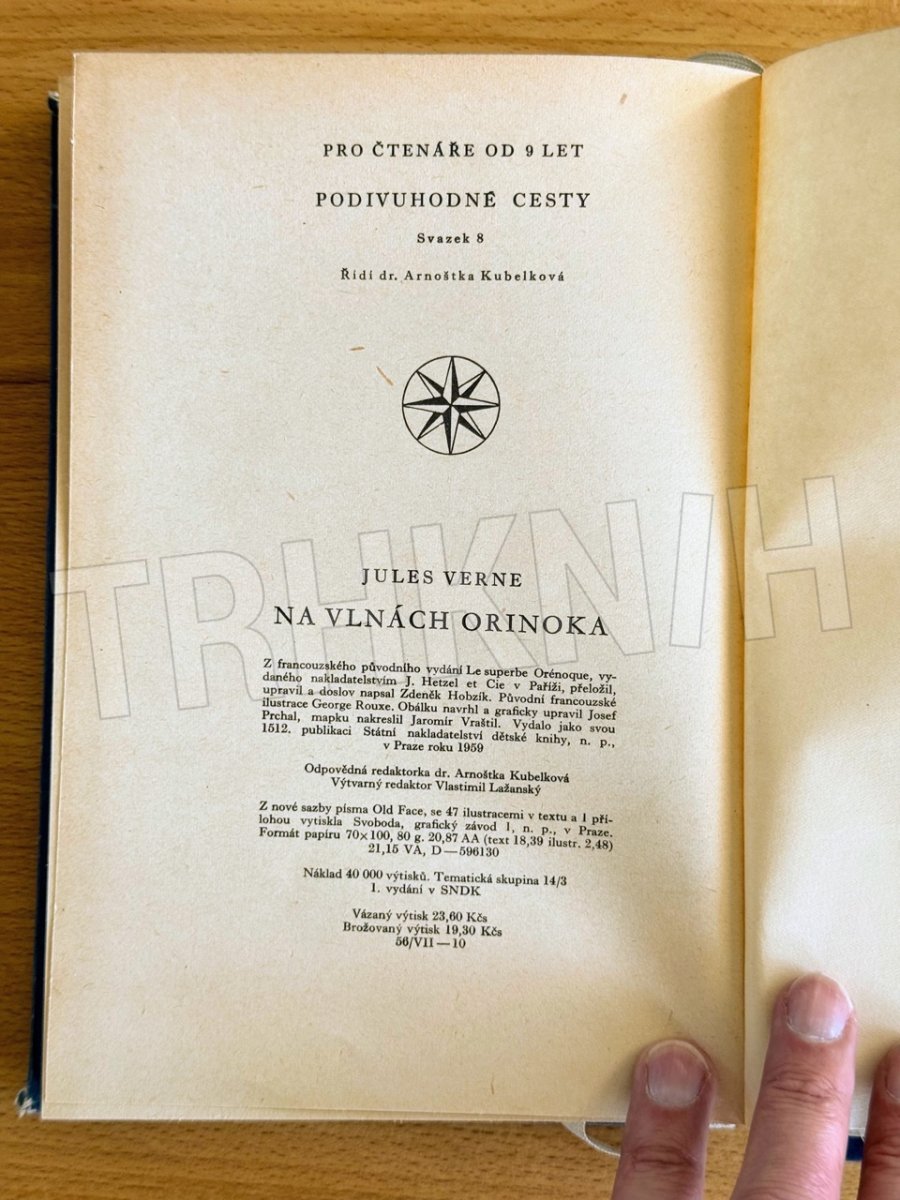 PRO ČTENÁŘE OD 9 LET
PODIVUHODNÉ CESTY
Svazek 8
Řídí dr. Arnoštka Kubelková
TRHKNIH
JULES VERNE
NA VLNÁCH ORINOKA
Z francouzského původního vydání Le superbe Orénoque, vy-
daného nakladatelstvím J. Hetzel et Cie v Paříži, přeložil,
upravil a doslov napsal Zdeněk Hobzík. Původní francouzské
ilustrace George Rouxe. Obálku navrhl a graficky upravil Josef
Prchal, mapku nakreslil Jaromír Vraštil. Vydalo jako svou
1512. publikaci Státní nakladatelství dětské knihy, n. p.,
v Praze roku 1959
Odpovědná redaktorka dr. Arnoštka Kubelková
Výtvarný redaktor Vlastimil Lažanský
Z nové sazby písma Old Face, se 47 ilustracemi v textu a 1 pří-
lohou vytiskla Svoboda, grafický závod 1, n. p., v Praze.
Formát papíru 70×100, 80 g. 20,87 AA (text 18,39 ilustr. 2,48)
21,15 VA, D—596130
Náklad 40 000 výtisků. Tematická skupina 14/3
1. vydání v SNDK
Vázaný výtisk 23,60 Kčs
Brožovaný výtisk 19,30 Kčs
56/VII—10